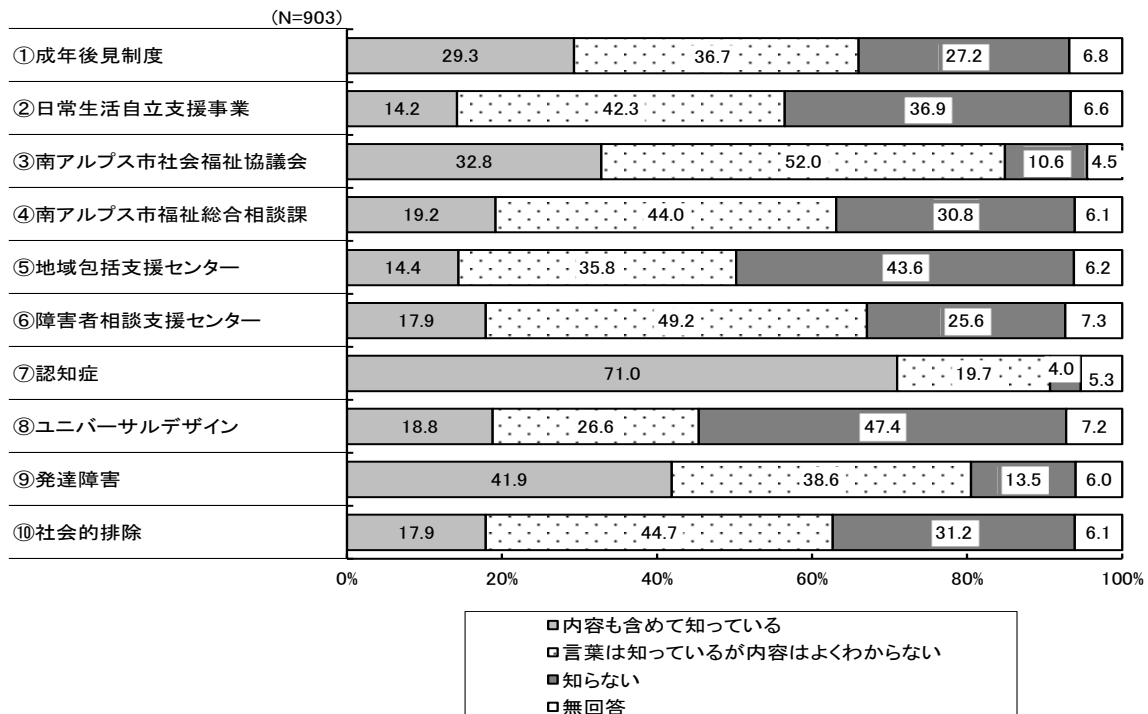 (N=903)
①成年後見制度 29.3 36.7 27.2 6.8
②日常生活自立支援事業 14.2 42.3 36.9 6.6
③南アルプス市社会福祉協議会 32.8 52.0 10.6 4.5
④南アルプス市福祉総合相談課 19.2 44.0 30.8 6.1
⑤地域包括支援センター 14.4 35.8 43.6 6.2
⑥障害者相談支援センター 17.9 49.2 25.6 7.3
⑦認知症 71.0 19.7 4.0 5.3
⑧ユニバーサルデザイン 18.8 26.6 47.4 7.2
⑨発達障害 41.9 38.6 13.5 6.0
⑩社会的排除 17.9 44.7 31.2 6.1
0% 20% 40% 60% 80% 100%
内容も含めて知っている
言葉は知っているが内容はよくわからない
知らない
無回答